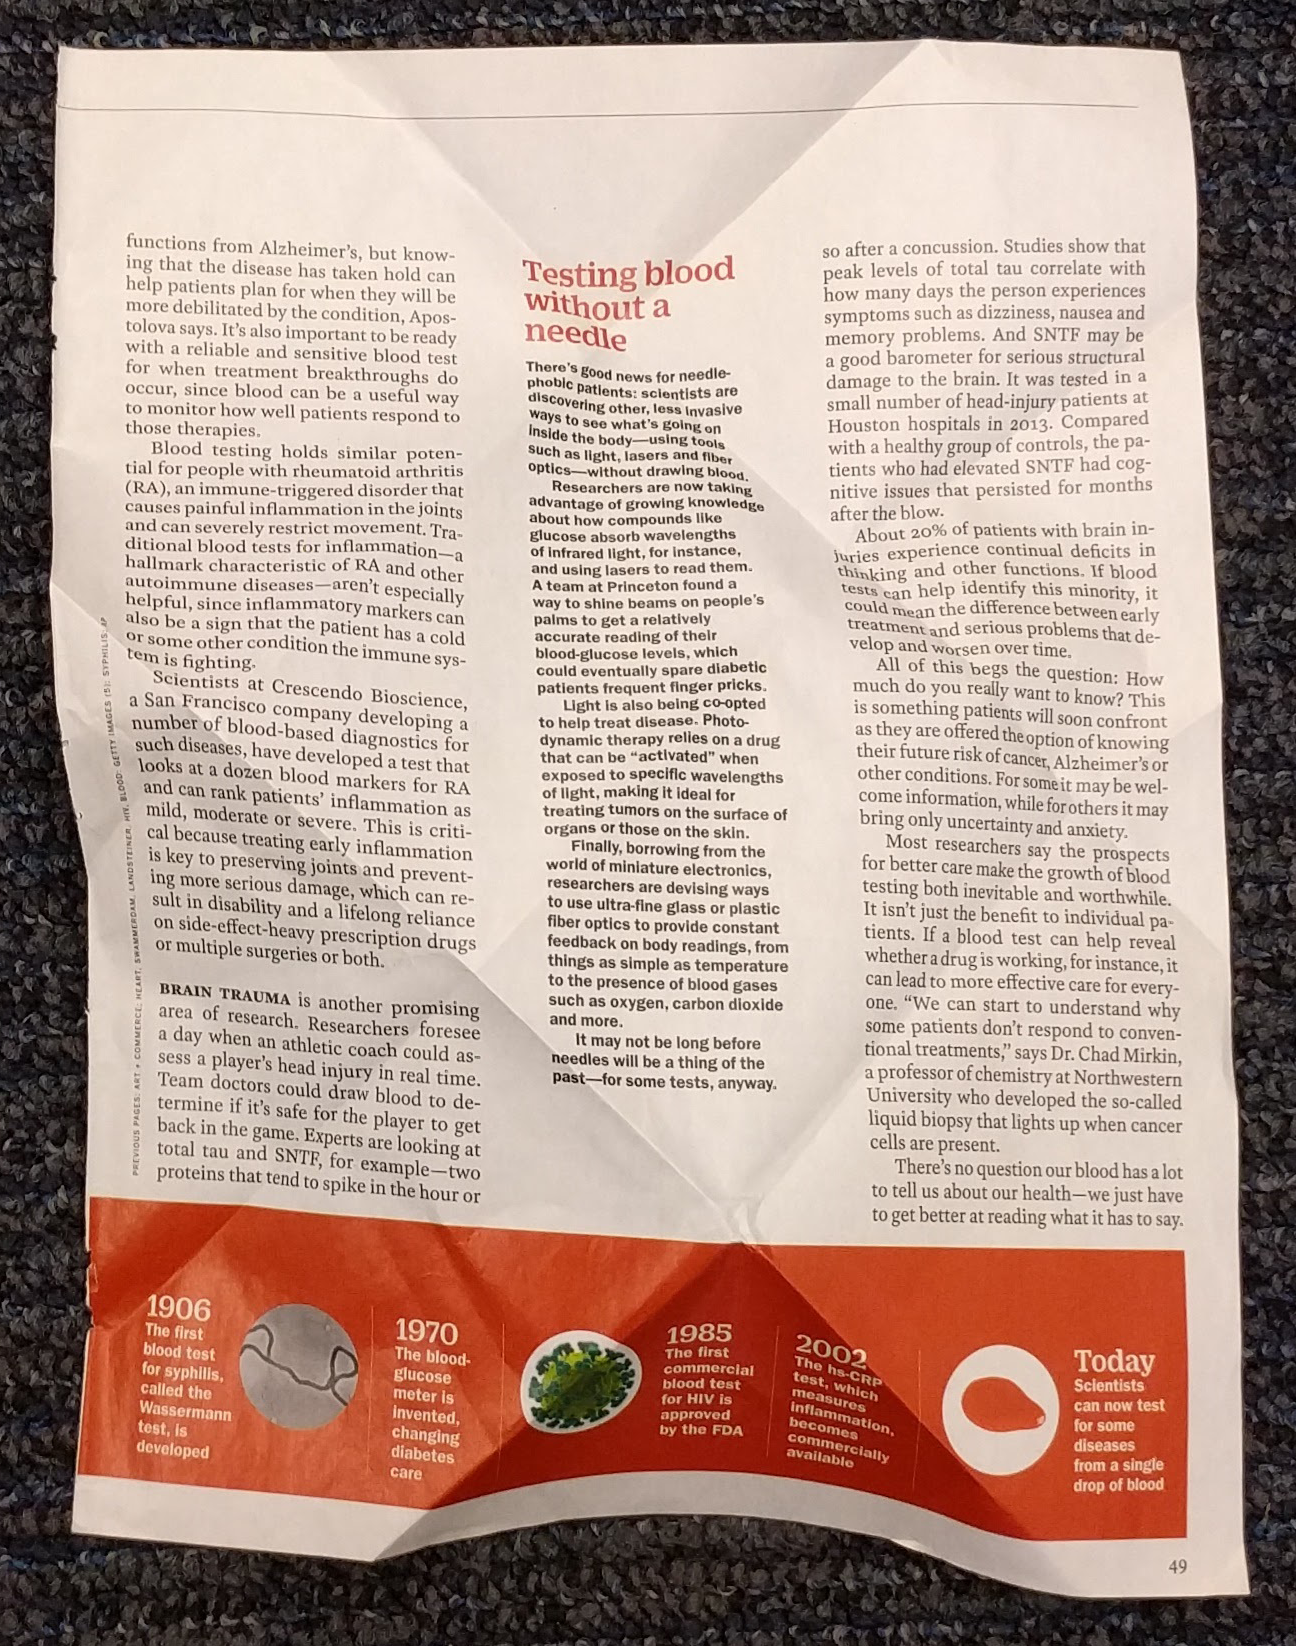 functions from Alzheimer's, but know-
ing that the disease has taken hold can
help patients plan for when they will be
more debilitated by the condition, Apos-
tolova says. It's also important to be ready
with a reliable and sensitive blood test
for when treatment breakthroughs do
occur, since blood can be a useful way
to monitor how well patients respond to
those therapies.
Blood testing holds similar poten-
tial for people with rheumatoid arthritis
(RA), an immune-triggered disorder that
causes painful inflammation in the joints
and can severely restrict movement. Tra-
ditional blood tests for inflammation—a
hallmark characteristic of RA and other
autoimmune diseases—aren't especially
helpful, since inflammatory markers can
also be a sign that the patient has a cold
or some other condition the immune sys-
tem is fighting.
Scientists at Crescendo Bioscience,
a San Francisco company developing a
number of blood-based diagnostics for
such diseases, have developed a test that
looks at a dozen blood markers for RA
and can rank patients' inflammation as
mild, moderate or severe. This is criti-
cal because treating early inflammation
is key to preserving joints and prevent-
ing more serious damage, which can re-
sult in disability and a lifelong reliance
on side-effect-heavy prescription drugs
or multiple surgeries or both.
BRAIN TRAUMA is another promising
area of research. Researchers foresee
a day when an athletic coach could as-
sess a player's head injury in real time.
Team doctors could draw blood to de-
termine if it's safe for the player to get
back in the game. Experts are looking at
total tau and SNTF, for example—two
proteins that tend to spike in the hour or
PREVIOUS PAGES: ART + COMMERCE; HEART, SWAMMERDAM, LANDSTEINER, HIV, BLOOD: GETTY IMAGES (5); SYPHILIS: AP
Testing blood
without a
needle
There's good news for needle-
phobic patients: scientists are
discovering other, less invasive
ways to see what's going on
inside the body—using tools
such as light, lasers and fiber
optics—without drawing blood.
Researchers are now taking
advantage of growing knowledge
about how compounds like
glucose absorb wavelengths
of infrared light, for instance,
and using lasers to read them.
A team at Princeton found a
way to shine beams on people's
palms to get a relatively
accurate reading of their
blood-glucose levels, which
could eventually spare diabetic
patients frequent finger pricks.
Light is also being co-opted
to help treat disease. Photo-
dynamic therapy relies on a drug
that can be "activated" when
exposed to specific wavelengths
of light, making it ideal for
treating tumors on the surface of
organs or those on the skin.
Finally, borrowing from the
world of miniature electronics,
researchers are devising ways
to use ultra-fine glass or plastic
fiber optics to provide constant
feedback on body readings, from
things as simple as temperature
to the presence of blood gases
such as oxygen, carbon dioxide
and more.
It may not be long before
needles will be a thing of the
past—for some tests, anyway.
so after a concussion. Studies show that
peak levels of total tau correlate with
how many days the person experiences
symptoms such as dizziness, nausea and
memory problems. And SNTF may be
a good barometer for serious structural
damage to the brain. It was tested in a
small number of head-injury patients at
Houston hospitals in 2013. Compared
with a healthy group of controls, the pa-
tients who had elevated SNTF had cog-
nitive issues that persisted for months
after the blow.
About 20% of patients with brain in-
juries experience continual deficits in
thinking and other functions. If blood
tests can help identify this minority, it
could mean the difference between early
treatment and serious problems that de-
velop and worsen over time.
All of this begs the question: How
much do you really want to know? This
is something patients will soon confront
as they are offered the option of knowing
their future risk of cancer, Alzheimer's or
other conditions. For some it may be wel-
come information, while for others it may
bring only uncertainty and anxiety.
Most researchers say the prospects
for better care make the growth of blood
testing both inevitable and worthwhile.
It isn't just the benefit to individual pa-
tients. If a blood test can help reveal
whether a drug is working, for instance, it
can lead to more effective care for every-
one. "We can start to understand why
some patients don't respond to conven-
tional treatments," says Dr. Chad Mirkin,
a professor of chemistry at Northwestern
University who developed the so-called
liquid biopsy that lights up when cancer
cells are present.
There's no question our blood has a lot
to tell us about our health—we just have
to get better at reading what it has to say.
1906
The first
blood test
for syphilis,
called the
Wassermann
test, is
developed
1970
The blood-
glucose
meter is
invented,
changing
diabetes
care
1985
The first
commercial
blood test
for HIV is
approved
by the FDA
2002
The hs-CRP
test, which
measures
inflammation,
becomes
commercially
available
Today
Scientists
can now test
for some
diseases
from a single
drop of blood
49